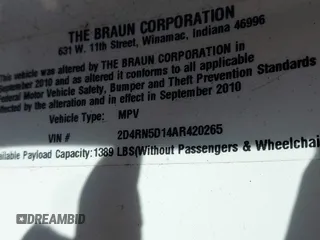 THE BRAUN CORPORATION
631 W. 11th Street, Winamac, Indiana 46996
This vehicle was altered by THE BRAUN CORPORATION in
September 2010 and as altered it conforms to all applicable
Federal Motor Vehicle Safety, Bumper and Theft Prevention Standards
affected by the alteration and in effect in September 2010
Vehicle Type: MPV
VIN # 2D4RN5D14AR420265
ailable Payload Capacity:1389 LBS(Without Passengers & Wheelchai
DREAMBID